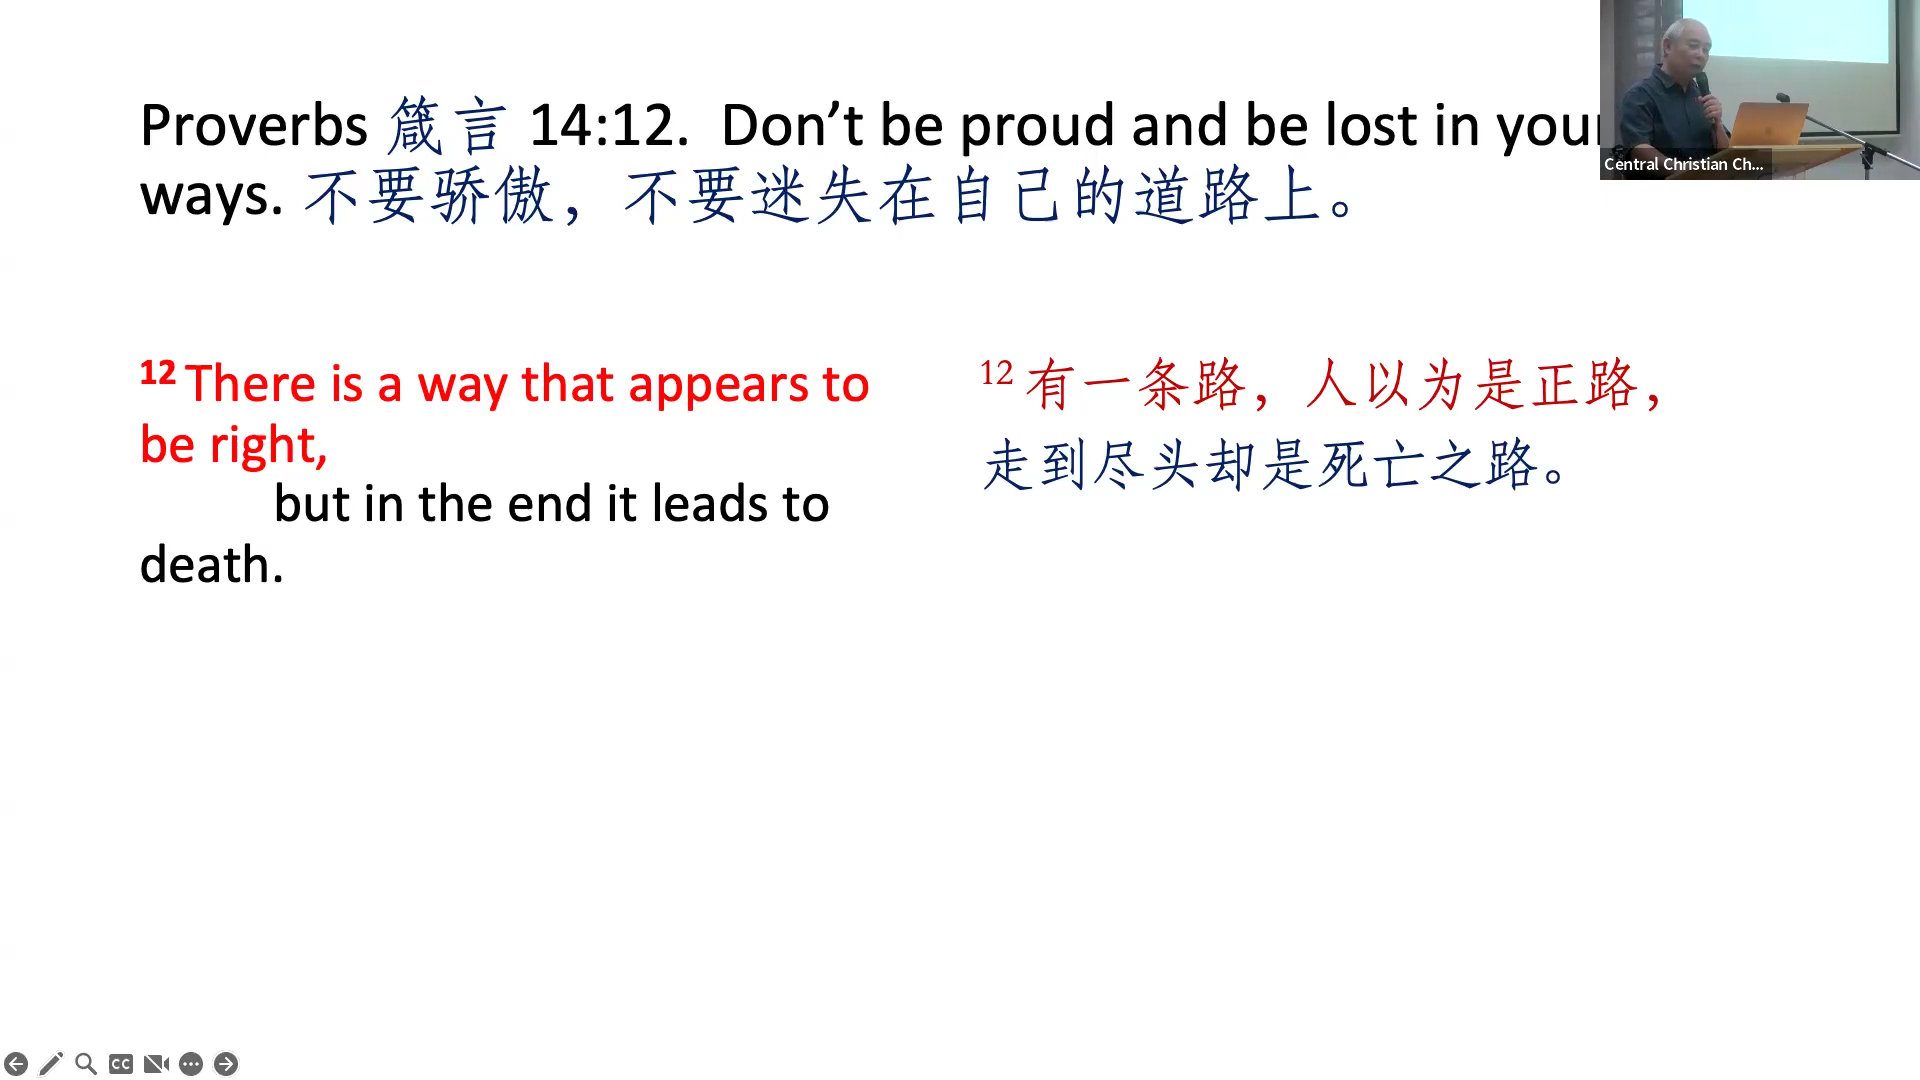 Proverbs 箴言 14:12. Don’t be proud and be lost in your
ways. 不要骄傲，不要迷失在自己的道路上。
12 There is a way that appears to
be right,
but in the end it leads to
death.
12 有一条路，人以为是正路，
走到尽头却是死亡之路。
Central Christian Ch...
CC